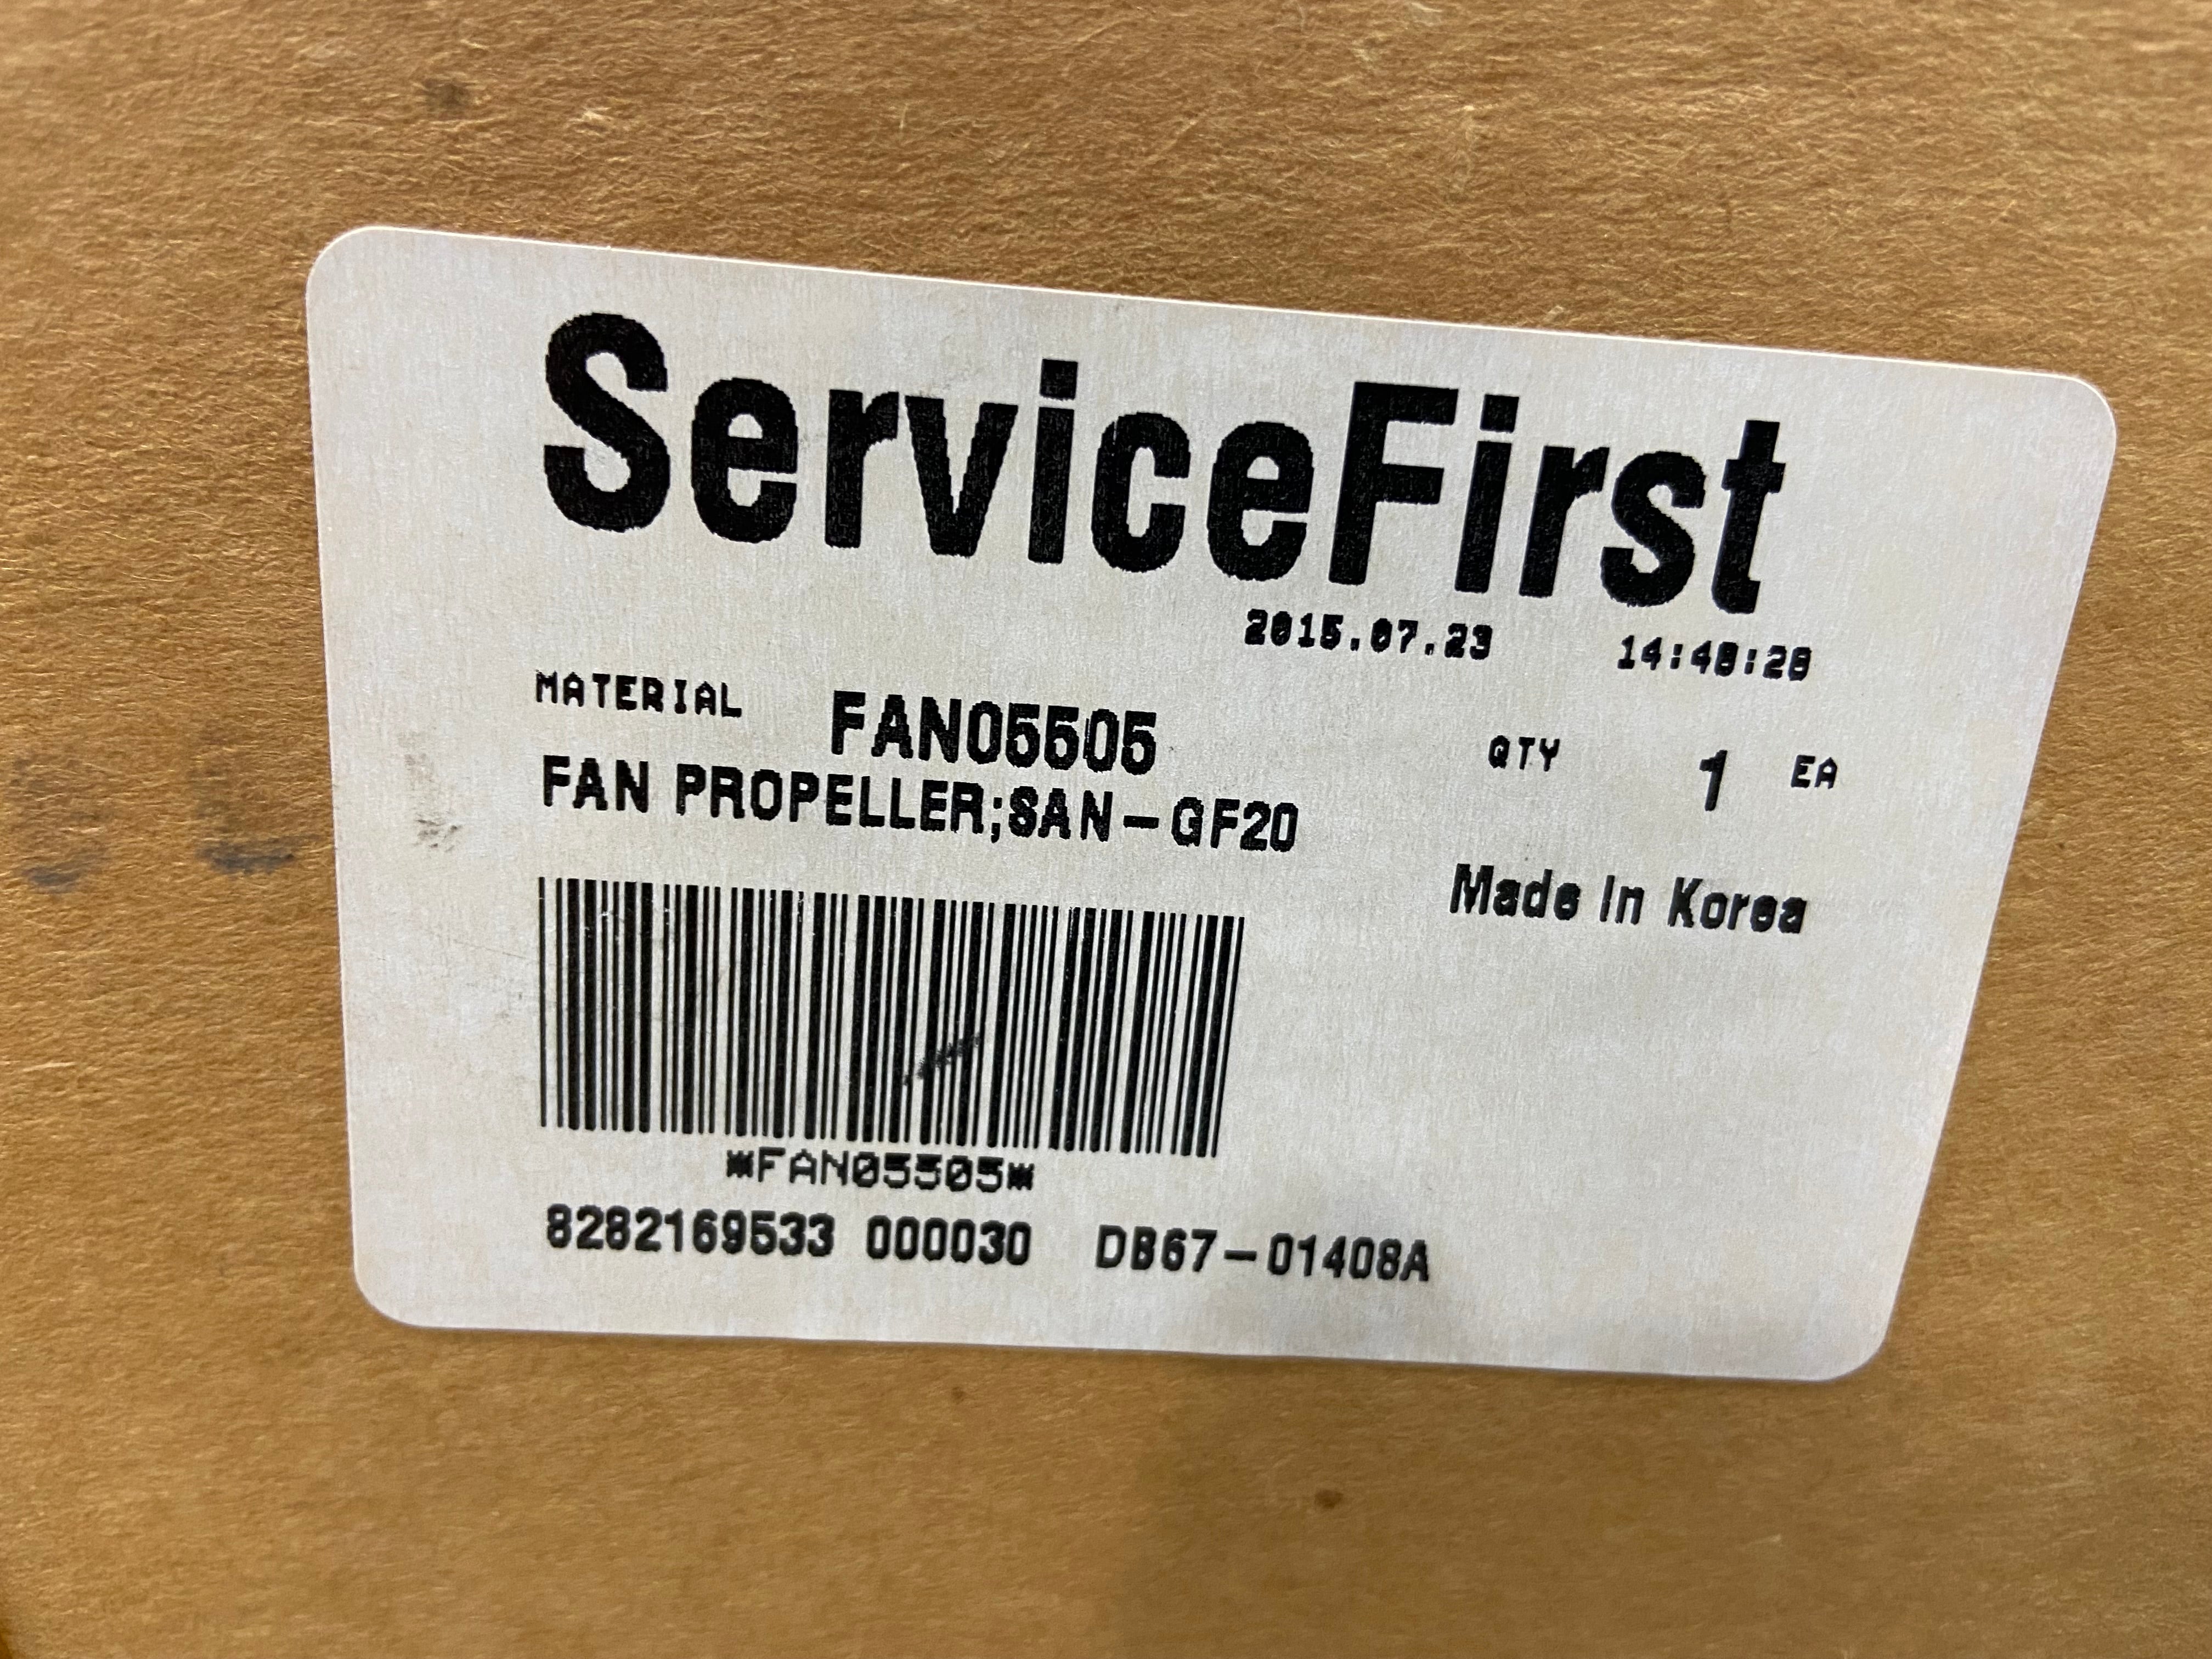 ServiceFirst
2015.07.23 14:48:28
MATERIAL FAN05505 QTY 1 EA
FAN PROPELLER;SAN-GF20
Made In Korea
*FAN05505*
8282169533 000030 DB67-01408A